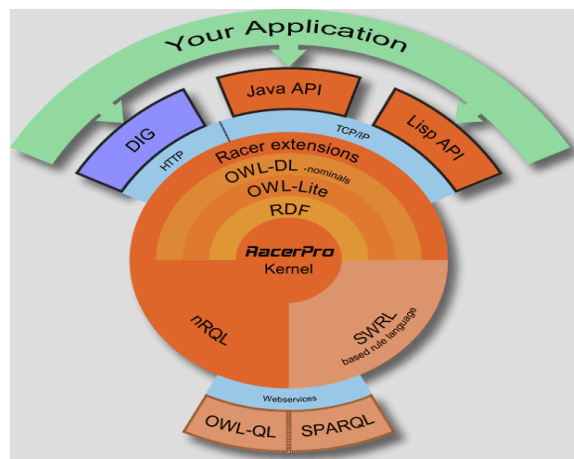 Your Application
Java API
DIG
Lisp API
HTTP
TCP/IP
Racer extensions
OWL-DL -nominals
OWL-Lite
RDF
RacerPro
Kernel
nRQL
SWRL
based rule language
Webservices
OWL-QL
SPARQL